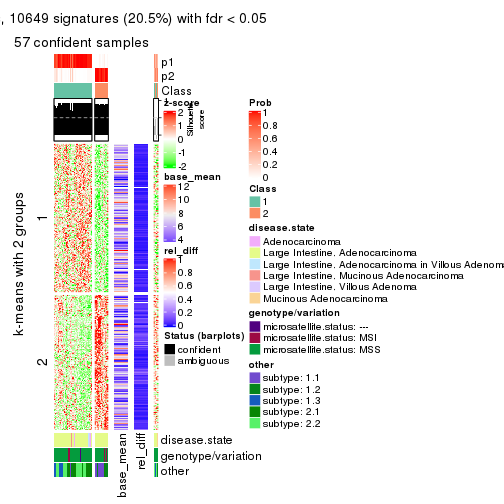 , 10649 signatures (20.5%) with fdr < 0.05
57 confident samples
p1
p2
Class
Silhouette
score
z-score
2
1
0
-1
-2
base_mean
12
10
8
6
4
rel_diff
1
0.8
0.6
0.4
0.2
0
Status (barplots)
confident
ambiguous
Prob
1
0.8
0.6
0.4
0.2
0
Class
1
2
disease.state
Adenocarcinoma
Large Intestine. Adenocarcinoma
Large Intestine. Adenocarcinoma in Villous Adenom
Large Intestine. Mucinous Adenocarcinoma
Large Intestine. Villous Adenoma
Mucinous Adenocarcinoma
genotype/variation
microsatellite.status: ---
microsatellite.status: MSI
microsatellite.status: MSS
other
subtype: 1.1
subtype: 1.2
subtype: 1.3
subtype: 2.1
subtype: 2.2
k-means with 2 groups
1
2
disease.state
genotype/variation
other
base_mean
rel_diff